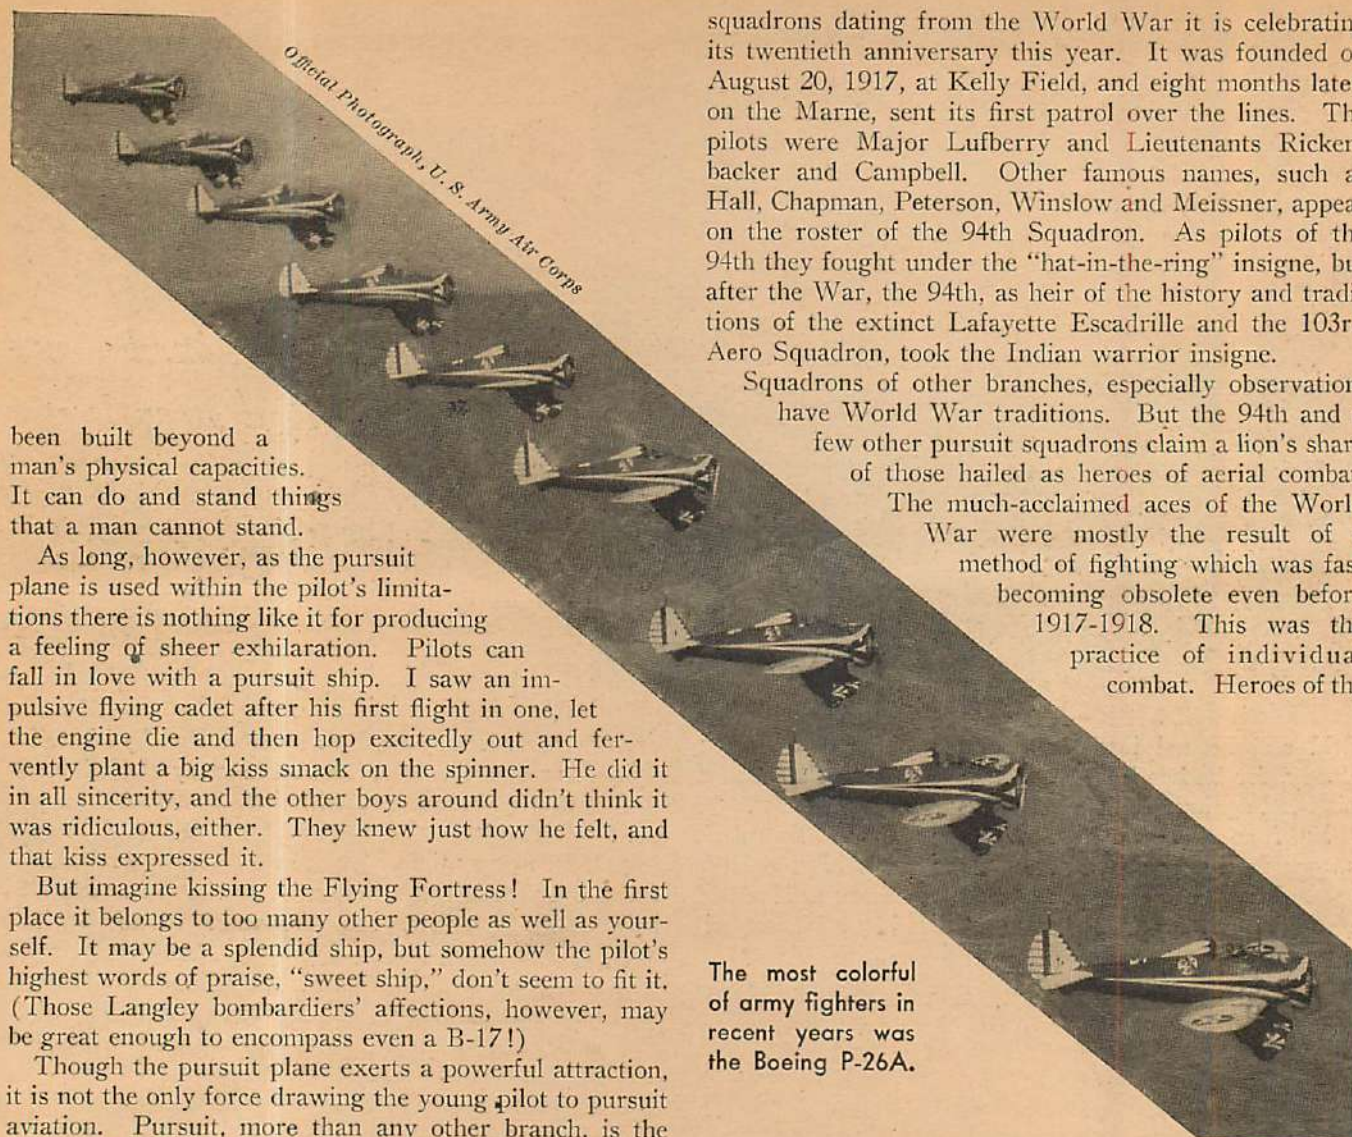 been built beyond a
man's physical capacities.
It can do and stand things
that a man cannot stand.
As long, however, as the pursuit
plane is used within the pilot's limita-
tions there is nothing like it for producing
a feeling of sheer exhilaration. Pilots can
fall in love with a pursuit ship. I saw an im-
pulsive flying cadet after his first flight in one, let
the engine die and then hop excitedly out and fer-
vently plant a big kiss smack on the spinner. He did it
in all sincerity, and the other boys around didn't think it
was ridiculous, either. They knew just how he felt, and
that kiss expressed it.
But imagine kissing the Flying Fortress! In the first
place it belongs to too many other people as well as your-
self. It may be a splendid ship, but somehow the pilot's
highest words of praise, "sweet ship," don't seem to fit it.
(Those Langley bombardiers' affections, however, may
be great enough to encompass even a B-17!)
Though the pursuit plane exerts a powerful attraction,
it is not the only force drawing the young pilot to pursuit
aviation. Pursuit, more than any other branch, is the
Official Photograph, U. S. Army Air Corps
squadrons dating from the World War it is celebratin
its twentieth anniversary this year. It was founded o
August 20, 1917, at Kelly Field, and eight months late
on the Marne, sent its first patrol over the lines. Th
pilots were Major Lufberry and Lieutenants Ricken
backer and Campbell. Other famous names, such a
Hall, Chapman, Peterson, Winslow and Meissner, appea
on the roster of the 94th Squadron. As pilots of th
94th they fought under the "hat-in-the-ring" insigne, bu
after the War, the 94th, as heir of the history and tradi
tions of the extinct Lafayette Escadrille and the 103r
Aero Squadron, took the Indian warrior insigne.
Squadrons of other branches, especially observation
have World War traditions. But the 94th and
few other pursuit squadrons claim a lion's shar
of those hailed as heroes of aerial comba
The much-acclaimed aces of the Worl
War were mostly the result of
method of fighting which was fas
becoming obsolete even befor
1917-1918. This was th
practice of individua
combat. Heroes of th
The most colorful
of army fighters in
recent years was
the Boeing P-26A.